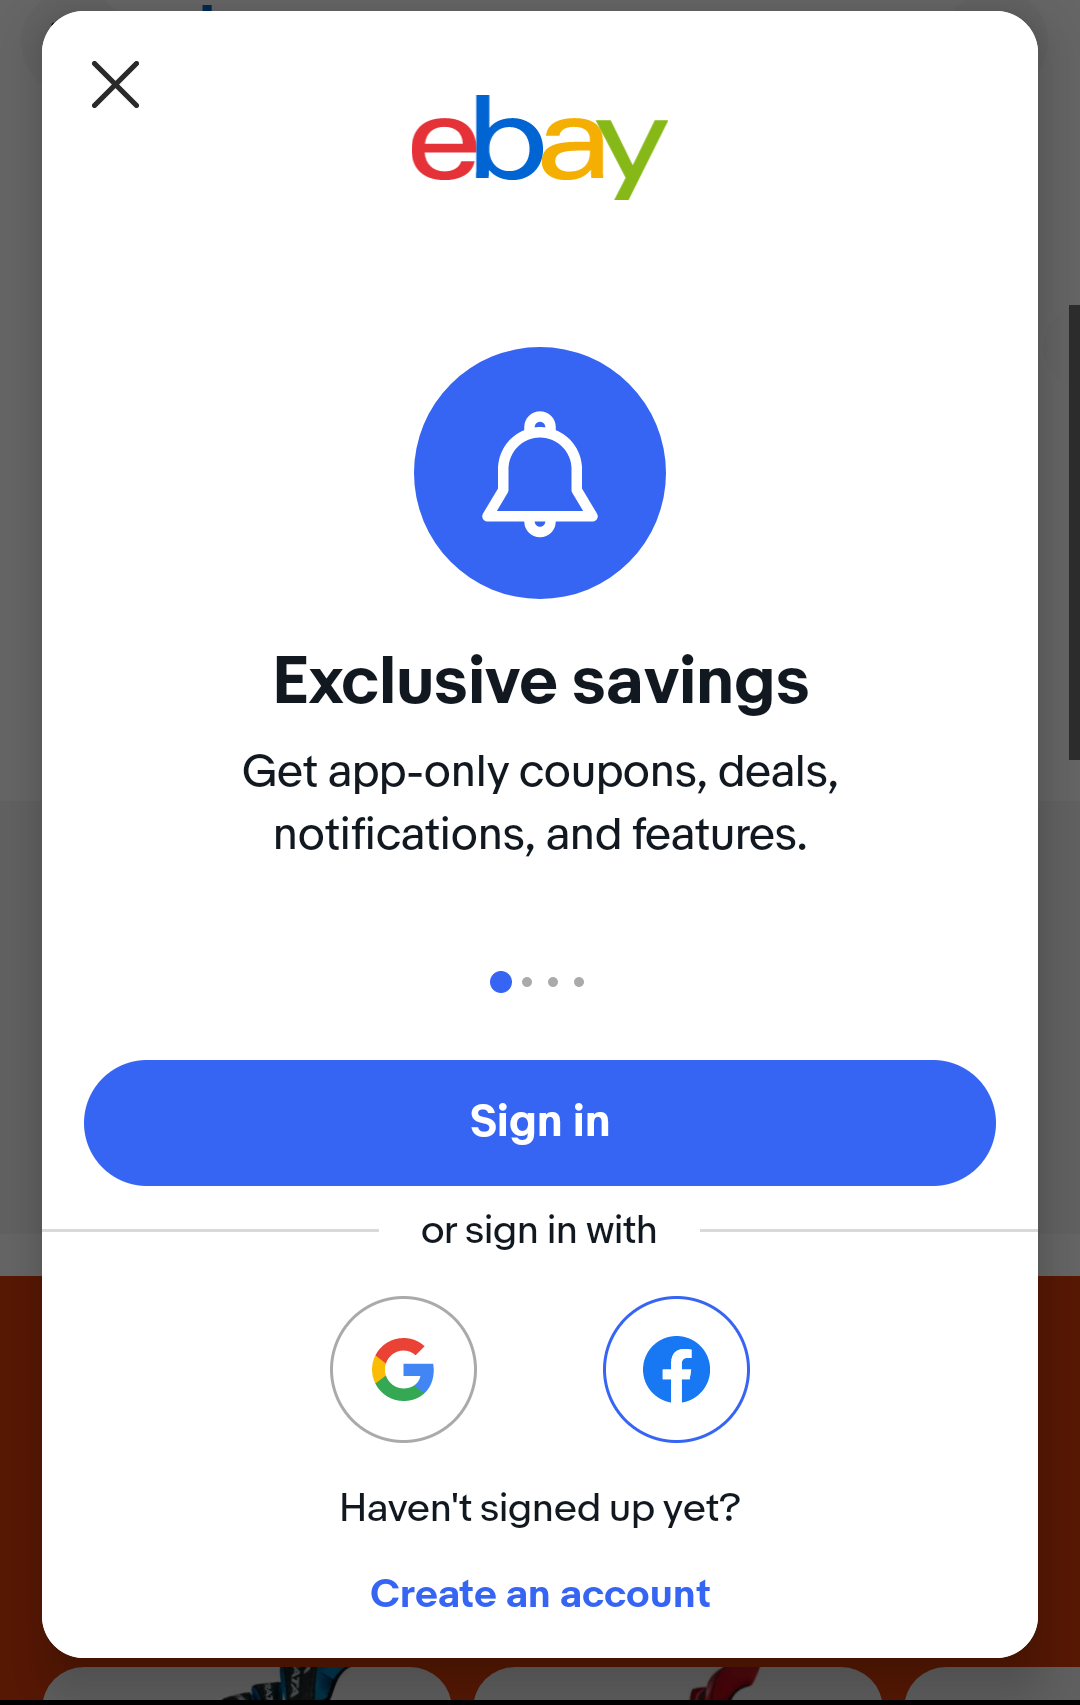 ebay
Exclusive savings
Get app-only coupons, deals,
notifications, and features.
Sign in
or sign in with
Haven't signed up yet?
Create an account